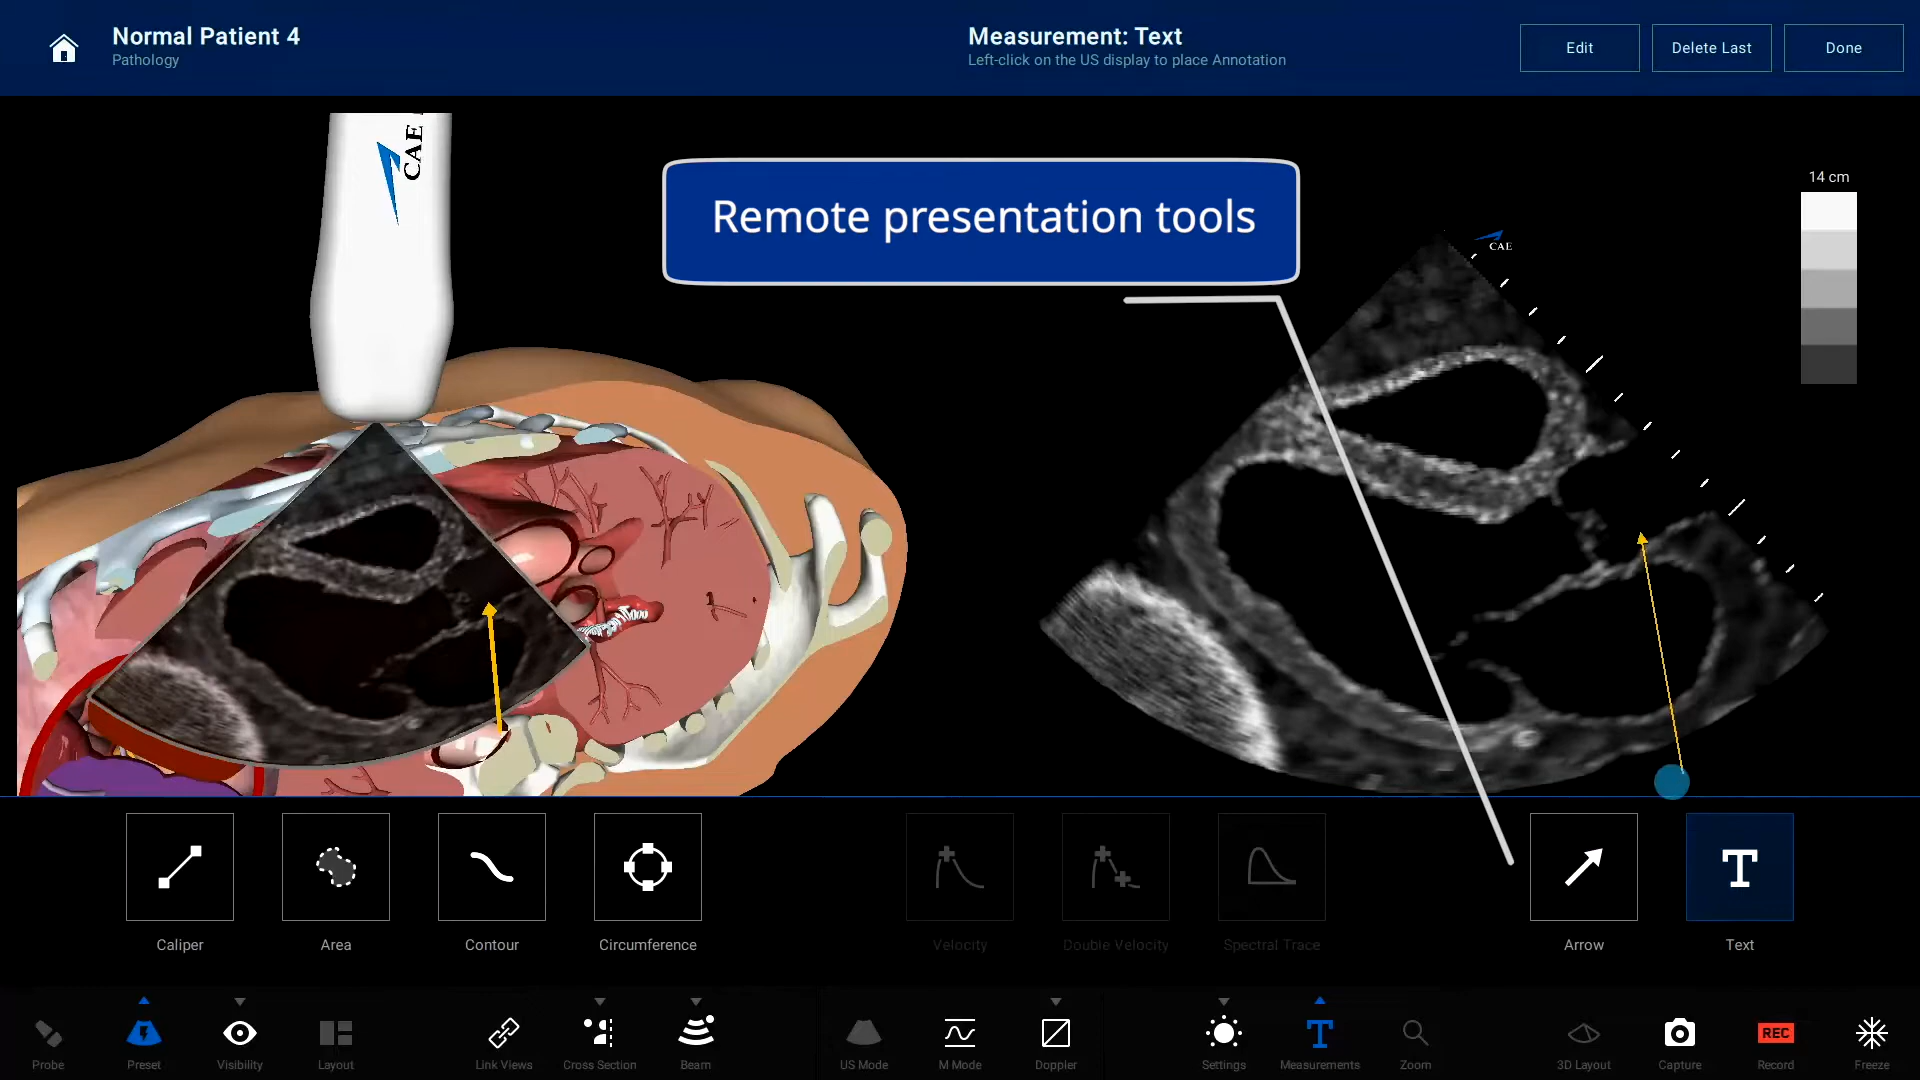 Normal Patient 4
Pathology
Measurement: Text
Left-click on the US display to place Annotation
Edit
Delete Last
Done
CAE
Remote presentation tools
CAE
14 cm
Caliper
Area
Contour
Circumference
Velocity
Double Velocity
Spectral Trace
Arrow
T
Text
Probe
Preset
Visibility
Layout
Link Views
Cross Section
Beam
US Mode
M Mode
Doppler
Settings
T
Measurements
Zoom
3D Layout
Capture
REC
Record
Freeze